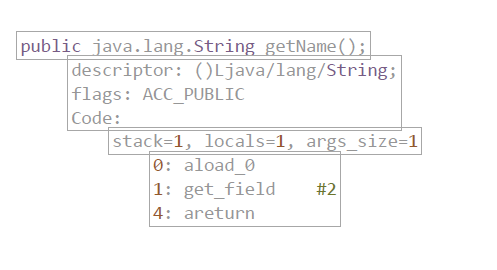 public java.lang.String getName();
descriptor: ()Ljava/lang/String;
flags: ACC_PUBLIC
Code:
stack=1, locals=1, args_size=1
0: aload_0
1: get_field #2
4: areturn